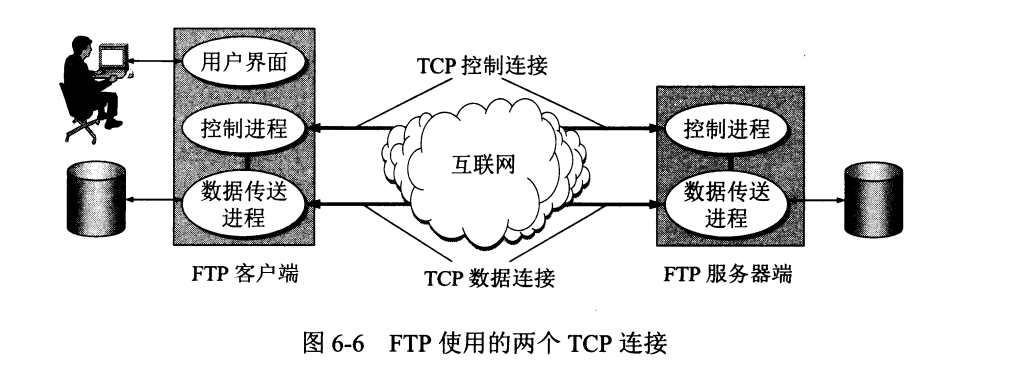 用户界面
TCP 控制连接
控制进程
互联网
控制进程
数据传送
进程
数据传送
进程
FTP 客户端
TCP 数据连接
FTP 服务器端
图 6-6 FTP 使用的两个 TCP 连接